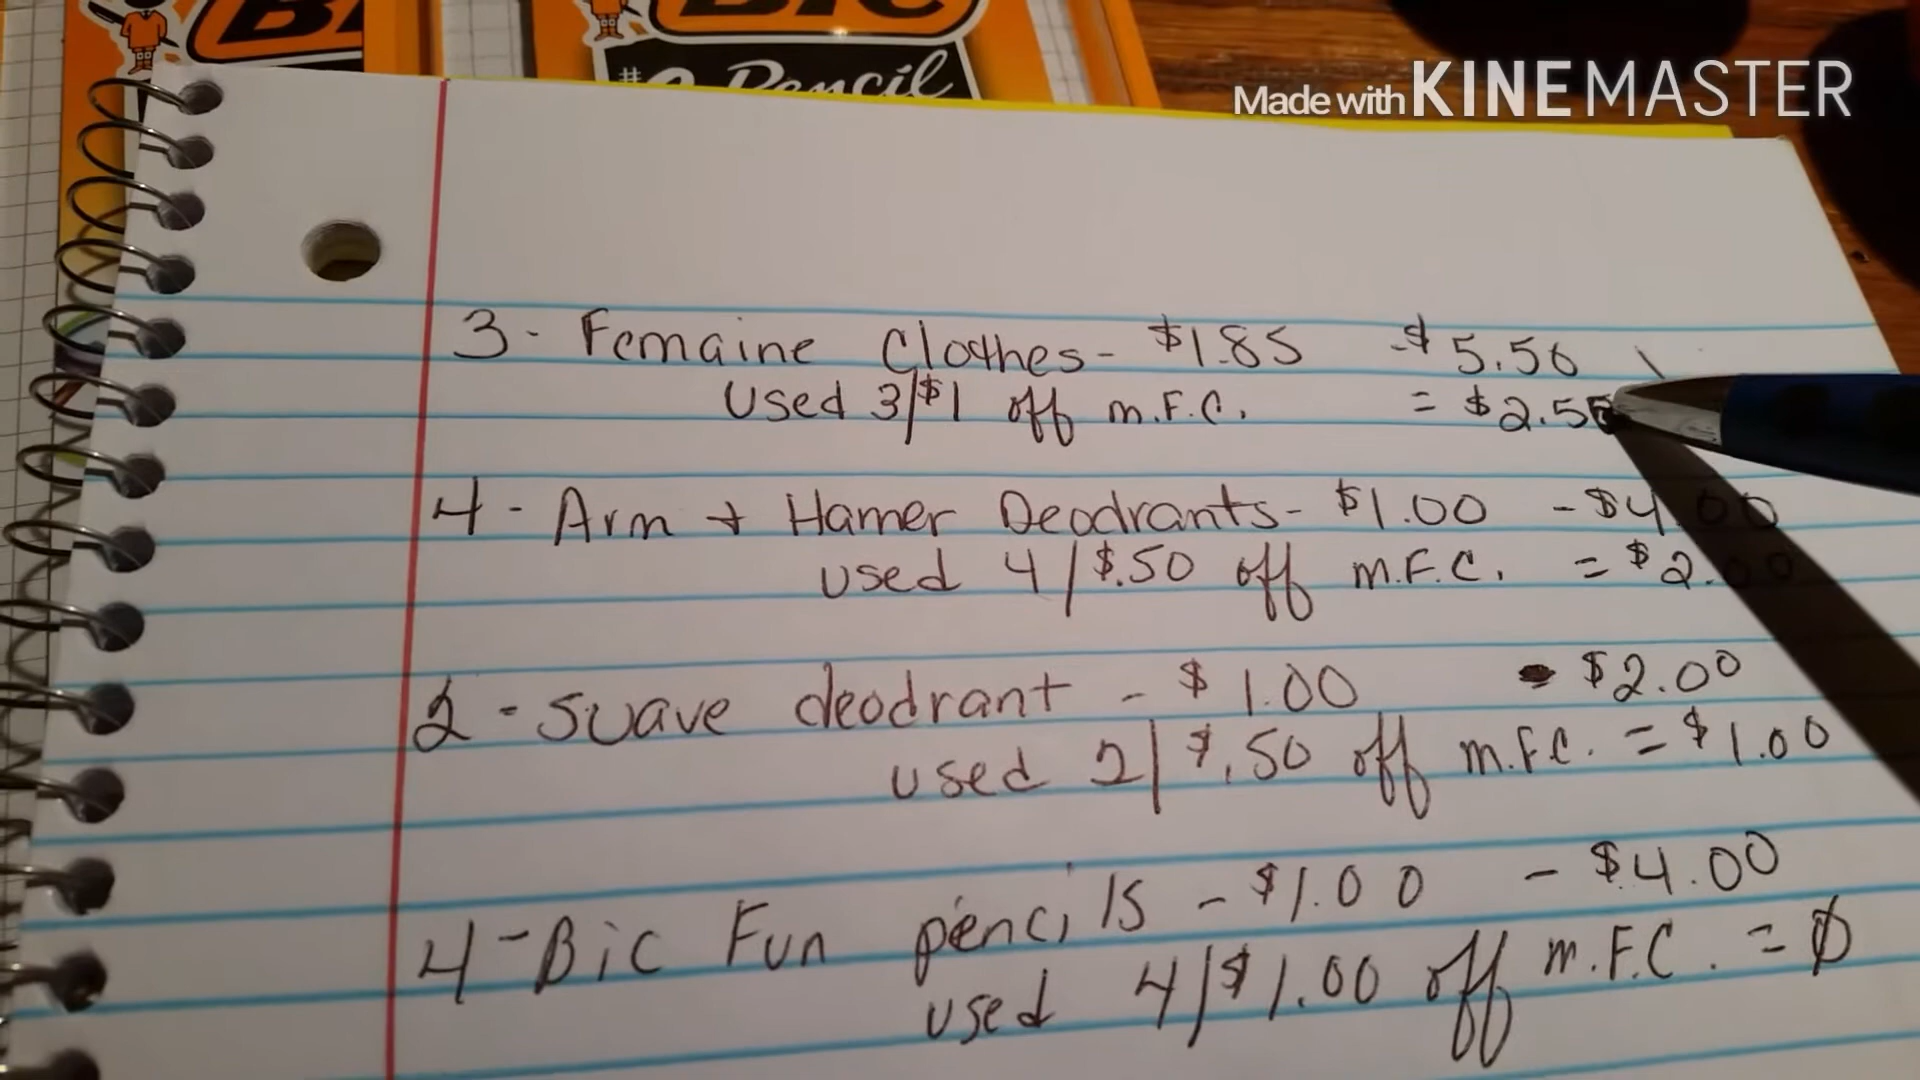 BIC
#2 Pencil
Made with KINEMASTER
3 - Femaine Clothes - $1.85 - $5.56
Used 3/$1 off m.F.C. = $2.56
4 - Arm + Hamer Deodrants - $1.00 - $4.00
used 4/$.50 off m.F.C. = $2.00
2 - Suave deodrant - $1.00 - $2.00
used 2/$.50 off m.F.C. = $1.00
4 - Bic Fun pencils - $1.00 - $4.00
used 4/$1.00 off m.F.C. = 0